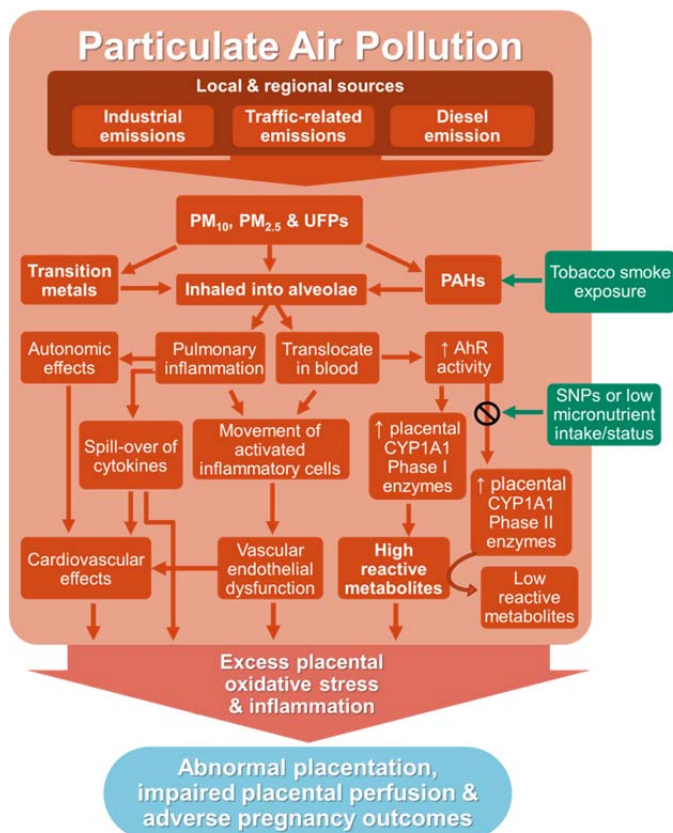 Particulate Air Pollution
Local & regional sources
Industrial
emissions
Traffic-related
emissions
Diesel
emission
PM10, PM2.5 & UFPs
Transition
metals
Inhaled into alveolae
PAHs
Tobacco smoke
exposure
Autonomic
effects
Pulmonary
inflammation
Translocate
in blood
↑ AhR
activity
SNPs or low
micronutrient
intake/status
Spill-over of
cytokines
Movement of
activated
inflammatory cells
↑ placental
CYP1A1
Phase I
enzymes
↑ placental
CYP1A1
Phase II
enzymes
Cardiovascular
effects
Vascular
endothelial
dysfunction
High
reactive
metabolites
Low
reactive
metabolites
Excess placental
oxidative stress
& inflammation
Abnormal placentation,
impaired placental perfusion &
adverse pregnancy outcomes